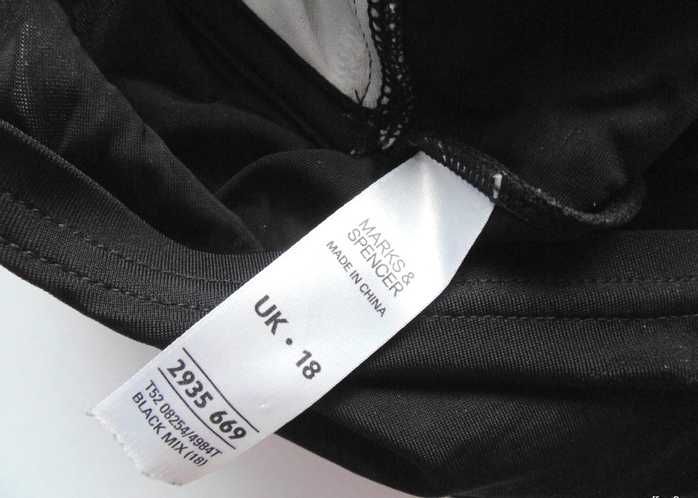 MARKS &
SPENCER
MADE IN CHINA
UK • 18
2935 669
T52 08254/4984T
BLACK MIX (18)